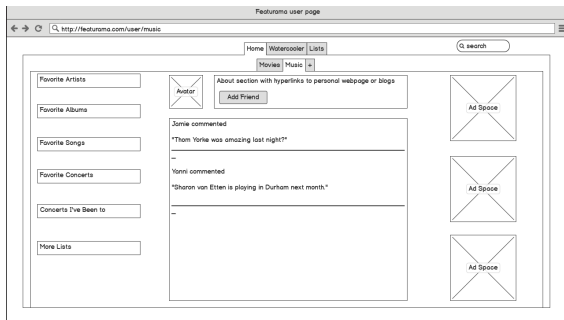 Featurama user page
http://featurama.com/user/music
Home Watercooler Lists
search
Movies Music +
Favorite Artists
Favorite Albums
Favorite Songs
Favorite Concerts
Concerts I've Been to
More Lists
Avatar
About section with hyperlinks to personal webpage or blogs
Add Friend
Jamie commented
"Thom Yorke was amazing last night?"
Yanni commented
"Sharon van Etten is playing in Durham next month."
Ad Space
Ad Space
Ad Space